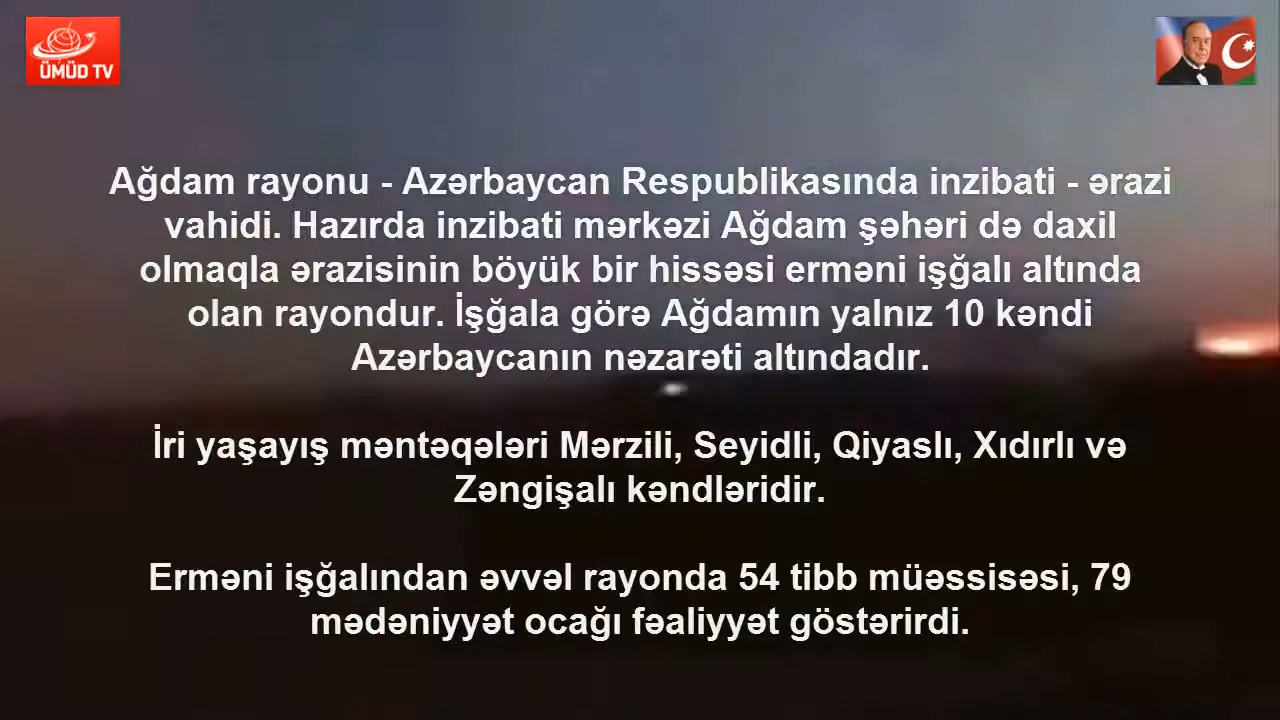 ÜMÜD TV
Ağdam rayonu - Azərbaycan Respublikasında inzibati - ərazi
vahidi. Hazırda inzibati mərkəzi Ağdam şəhəri də daxil
olmaqla ərazisinin böyük bir hissəsi erməni işğalı altında
olan rayondur. İşğala görə Ağdamın yalnız 10 kəndi
Azərbaycanın nəzarəti altındadır.
İri yaşayış məntəqələri Mərzili, Seyidli, Qiyaslı, Xıdırlı və
Zəngişalı kəndləridir.
Erməni işğalından əvvəl rayonda 54 tibb müəssisəsi, 79
mədəniyyət ocağı fəaliyyət göstərirdi.